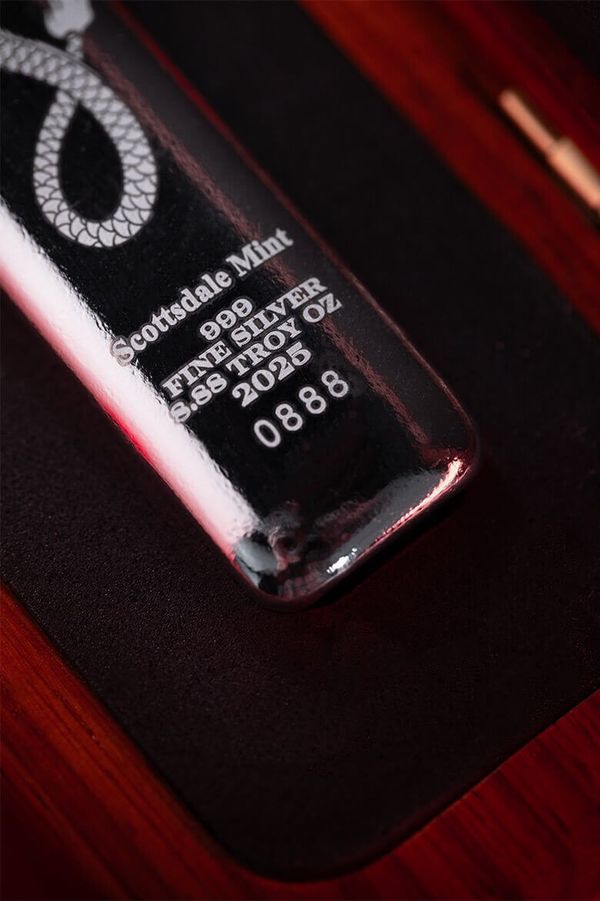 Scottsdale Mint
999
FINE SILVER
8.88 TROY OZ
2025
0888